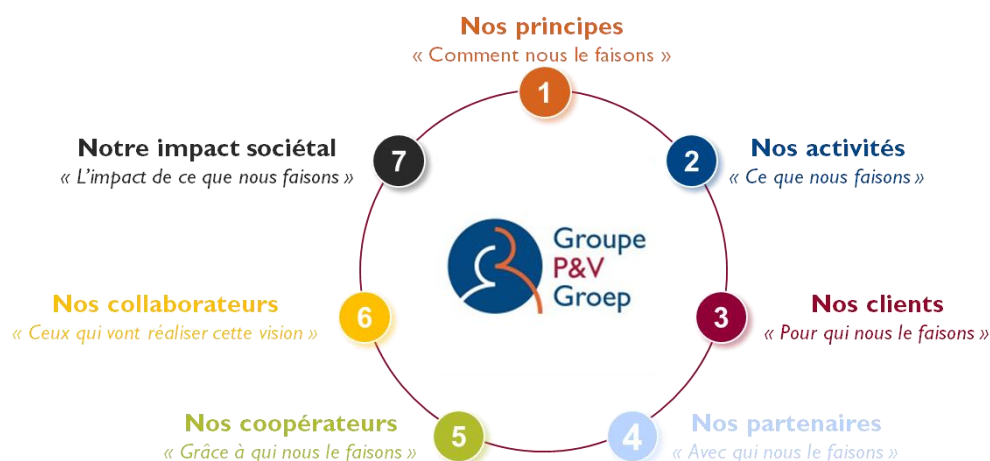 Nos principes
« Comment nous le faisons »
1
Nos activités
« Ce que nous faisons »
2
Nos clients
« Pour qui nous le faisons »
3
Nos partenaires
« Avec qui nous le faisons »
4
Nos coopérateurs
« Grâce à qui nous le faisons »
5
Nos collaborateurs
« Ceux qui vont réaliser cette vision »
6
Notre impact sociétal
« L'impact de ce que nous faisons »
7
Groupe
P&V
Groep